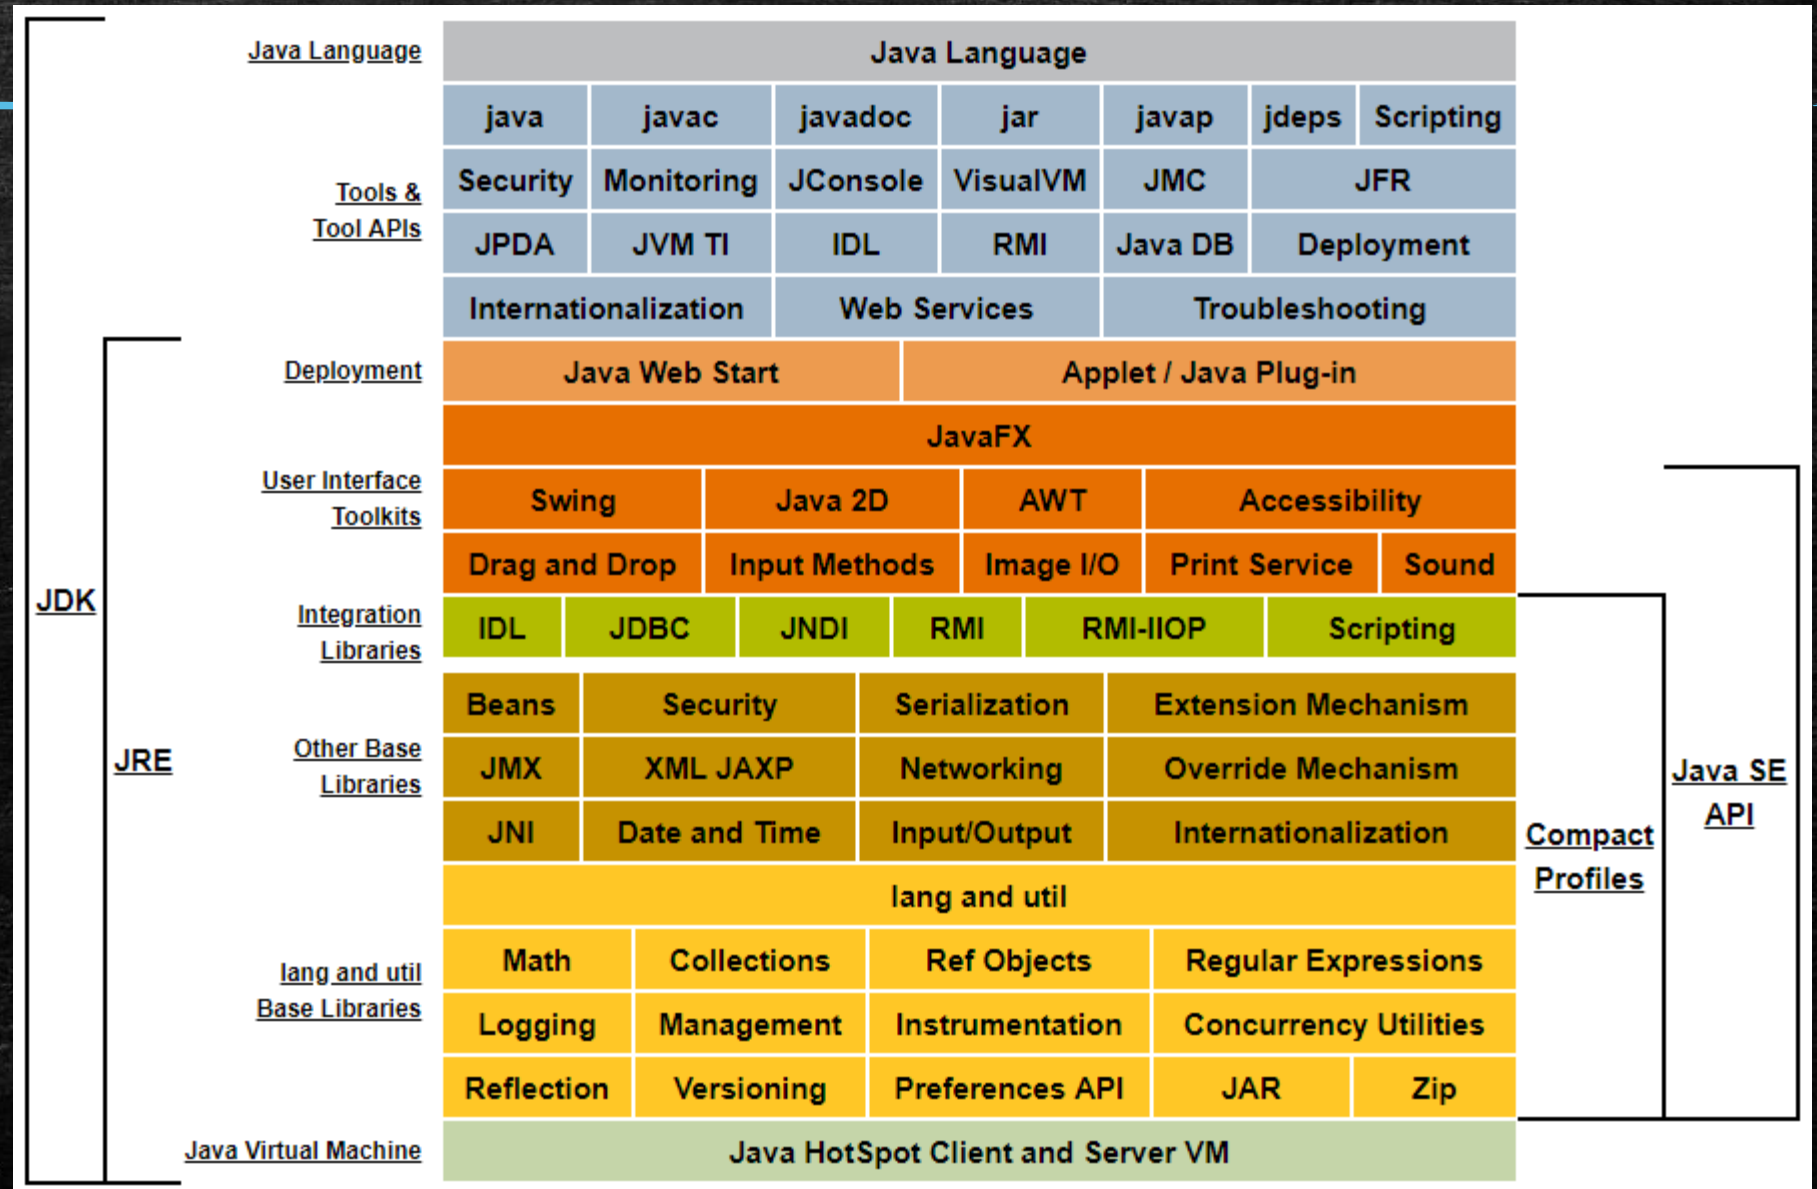 Java Language
Java Language
java javac javadoc jar javap jdeps Scripting
Tools &
Tool APIs
Security Monitoring JConsole VisualVM JMC JFR
JPDA JVM TI IDL RMI Java DB Deployment
Internationalization Web Services Troubleshooting
Deployment
Java Web Start Applet / Java Plug-in
JavaFX
User Interface
Toolkits
Swing Java 2D AWT Accessibility
Drag and Drop Input Methods Image I/O Print Service Sound
JDK
Integration
Libraries
IDL JDBC JNDI RMI RMI-IIOP Scripting
Beans Security Serialization Extension Mechanism
JRE
Other Base
Libraries
JMX XML JAXP Networking Override Mechanism
Java SE
API
JNI Date and Time Input/Output Internationalization
Compact
Profiles
lang and util
lang and util
Base Libraries
Math Collections Ref Objects Regular Expressions
Logging Management Instrumentation Concurrency Utilities
Reflection Versioning Preferences API JAR Zip
Java Virtual Machine
Java HotSpot Client and Server VM